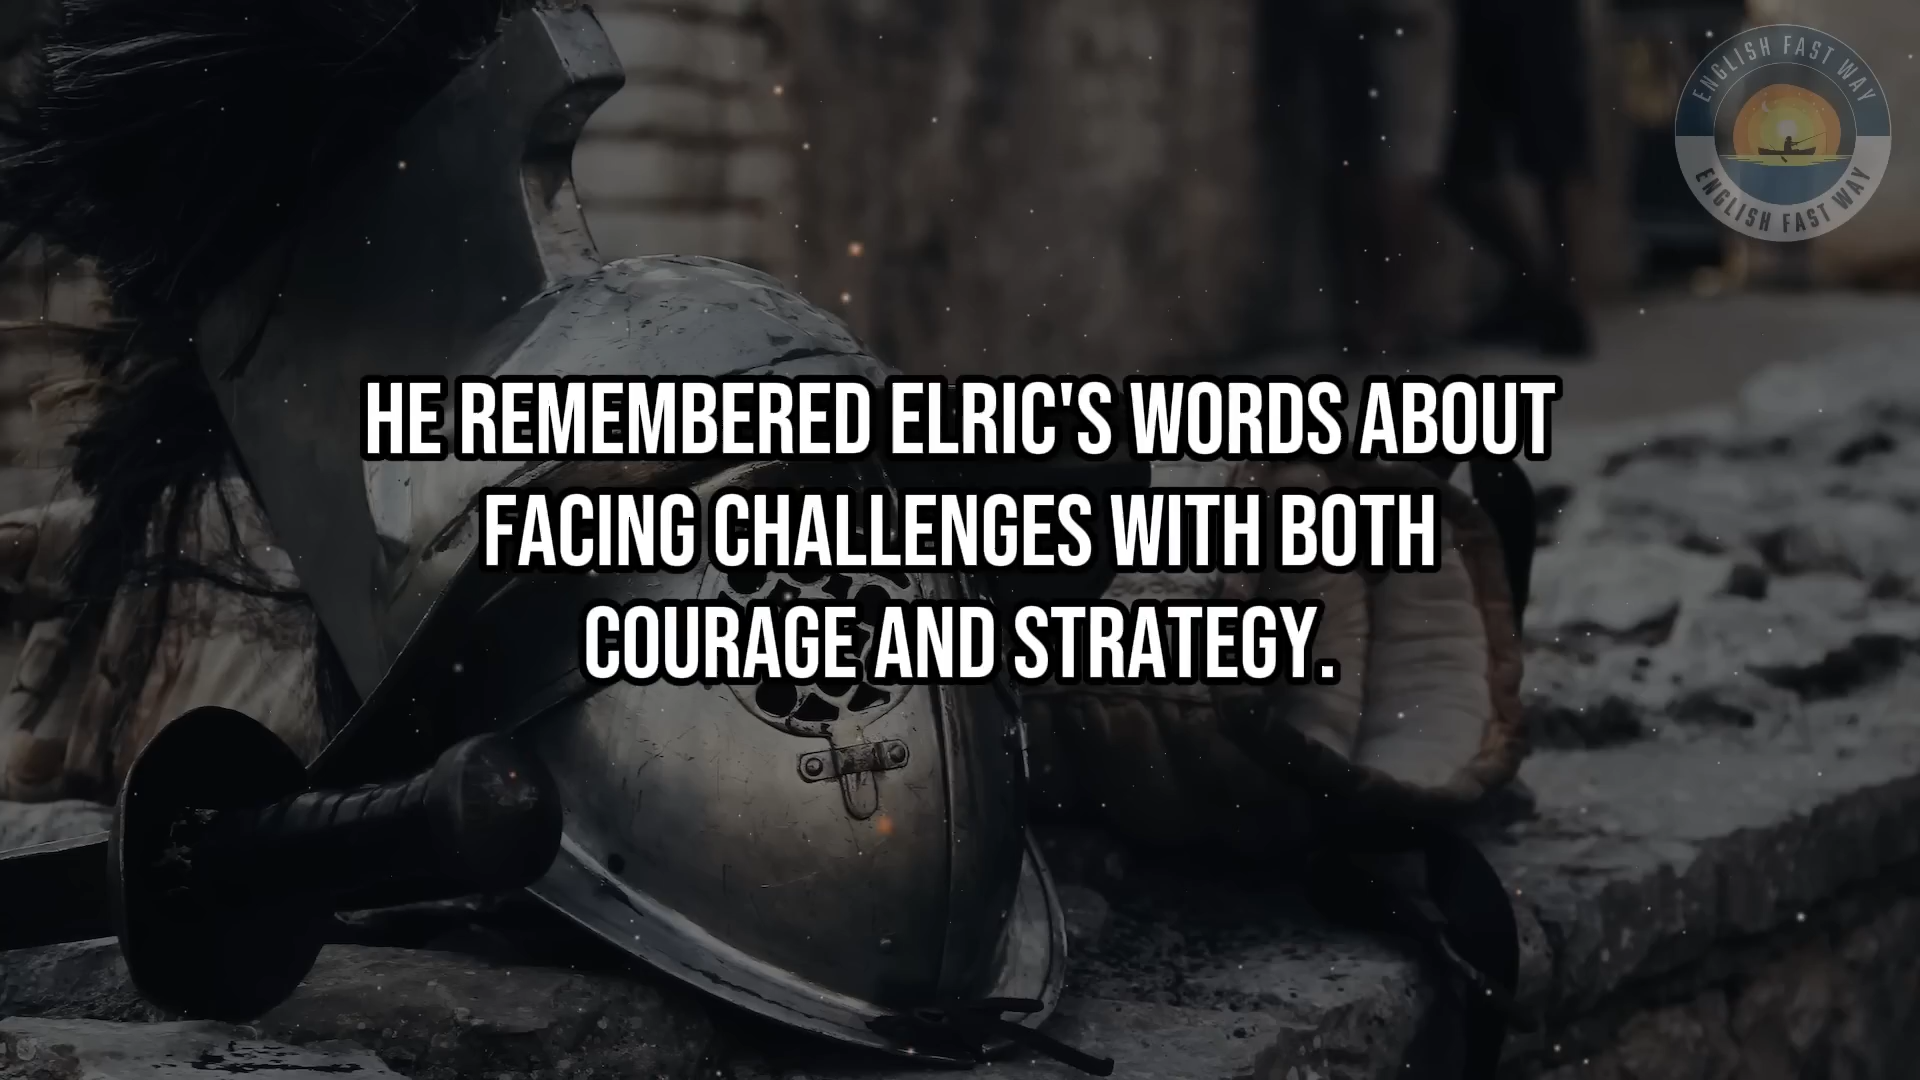 ENGLISH FAST WAY
HE REMEMBERED ELRIC'S WORDS ABOUT
FACING CHALLENGES WITH BOTH
COURAGE AND STRATEGY.
ENGLISH FAST WAY